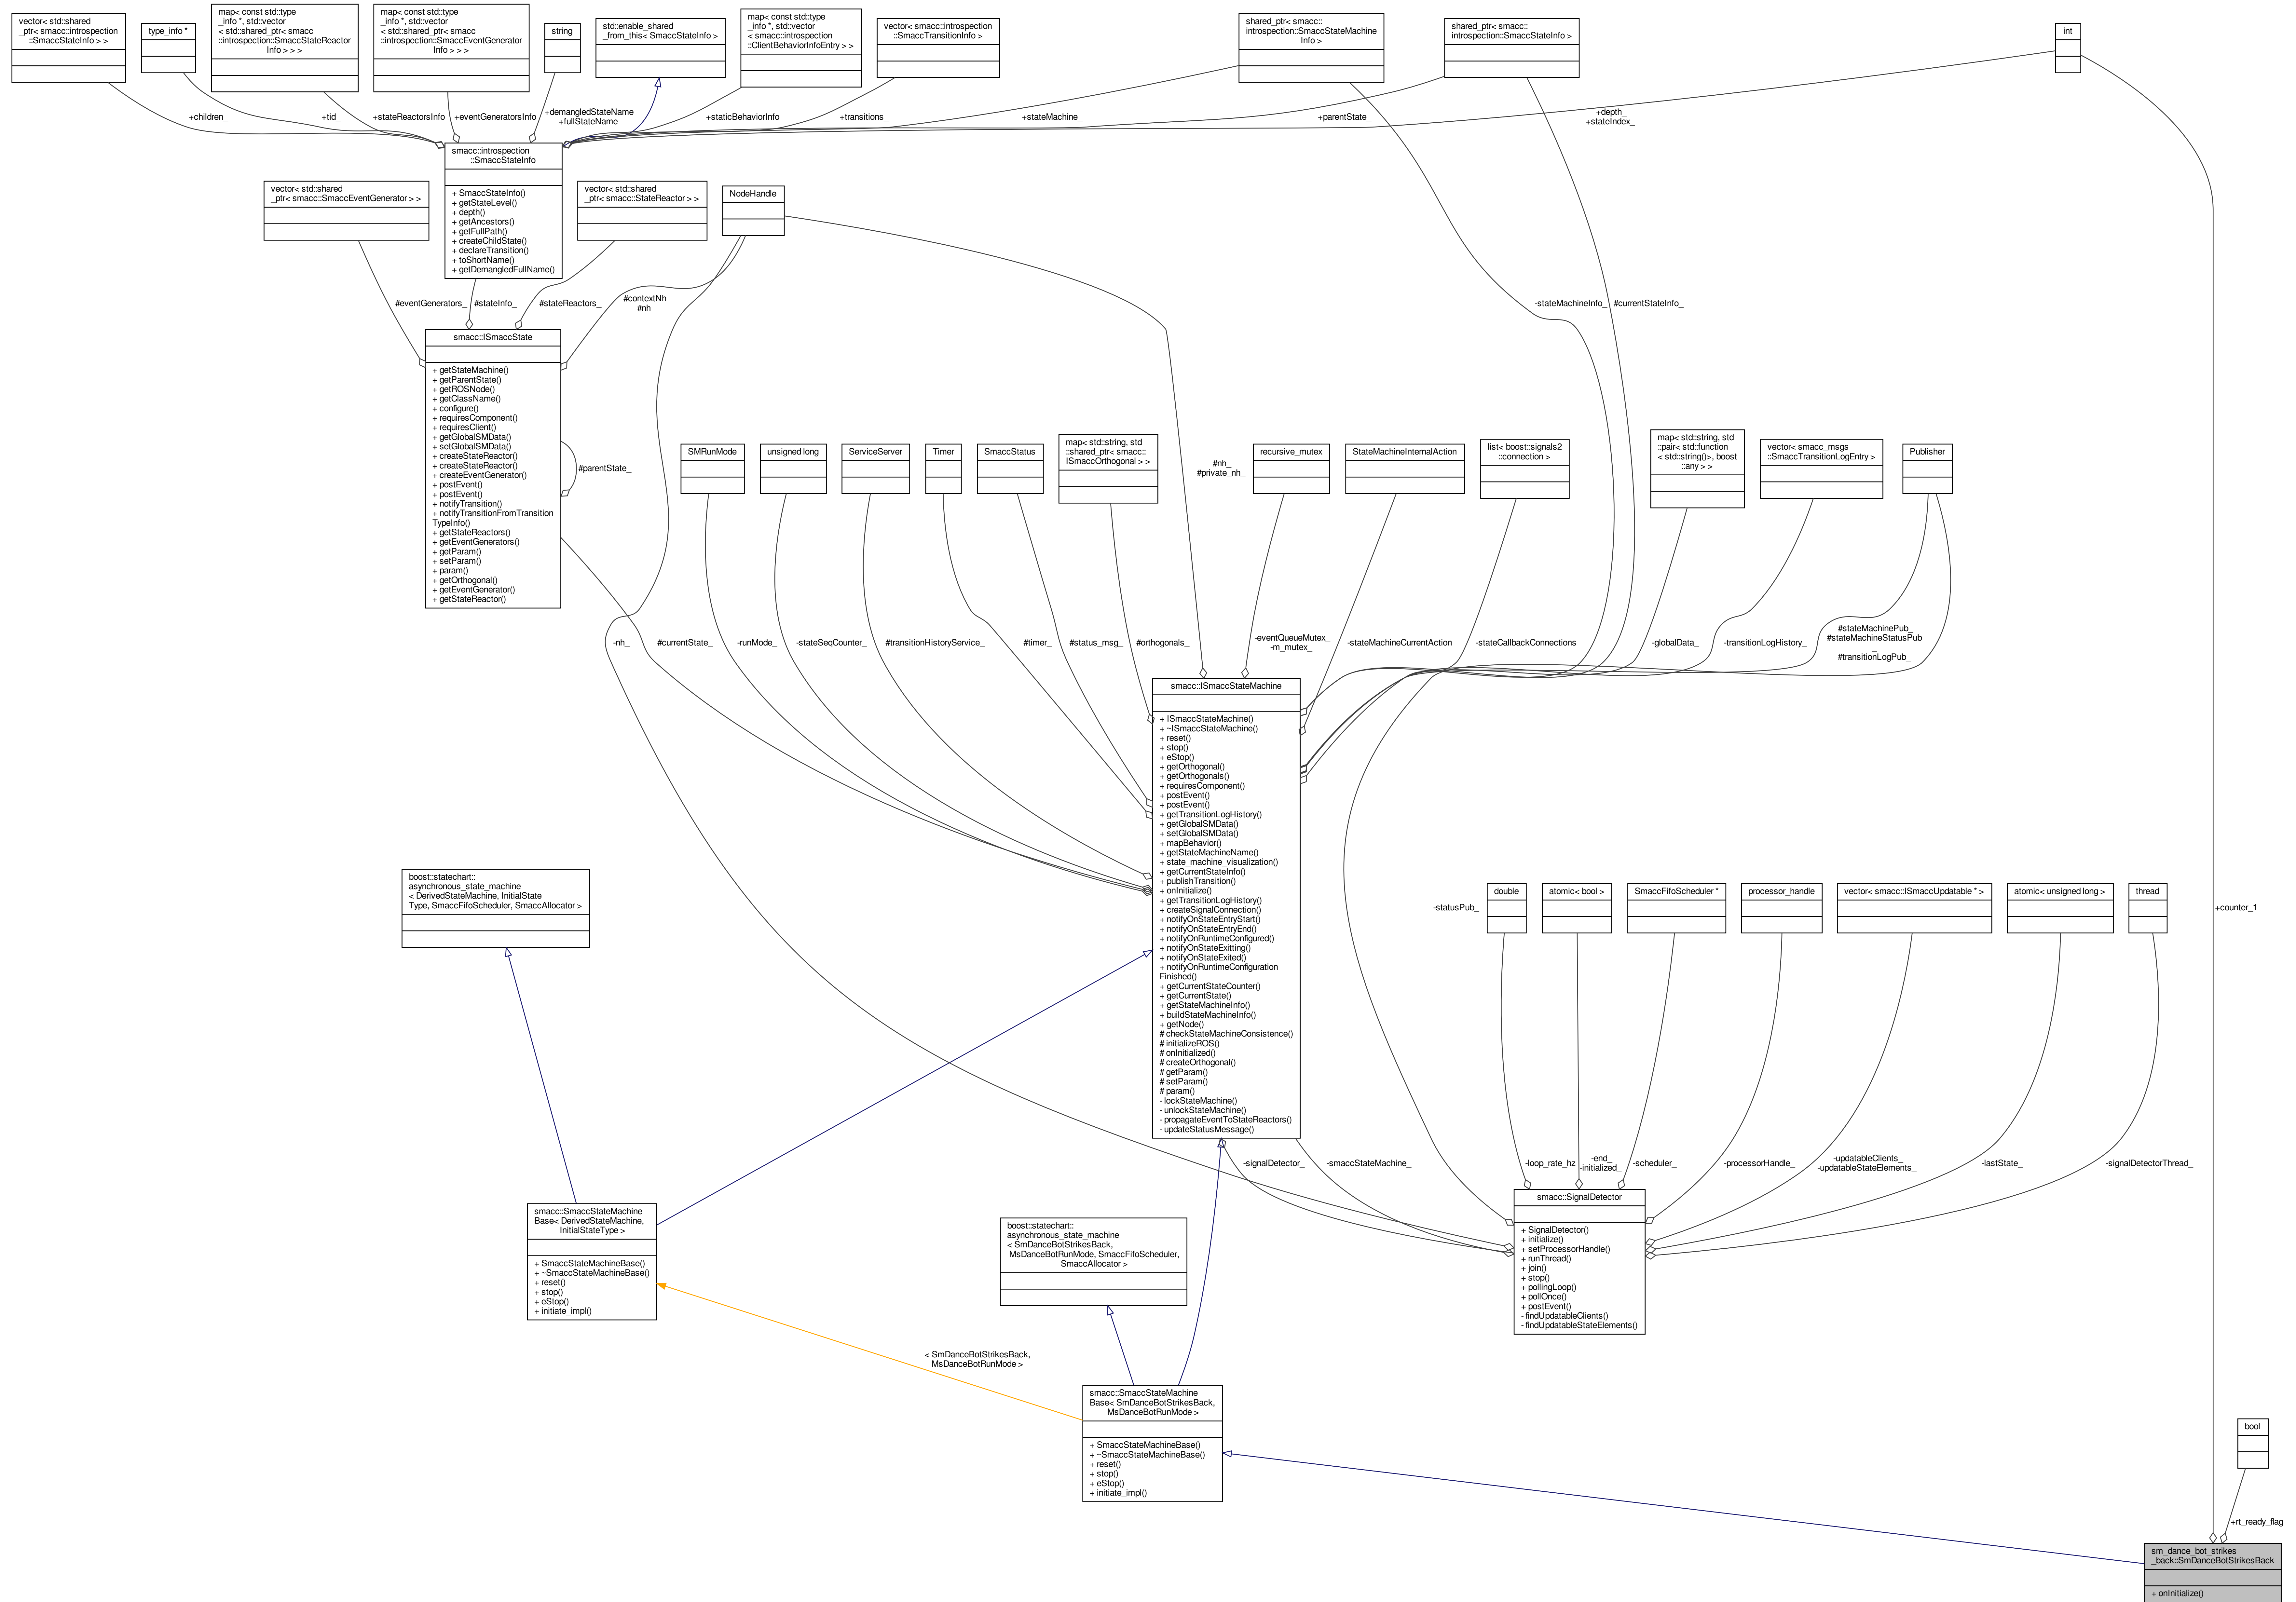 vector< std::shared
_ptr< smacc::introspection
::SmaccStateInfo > >
type_info *
map< const std::type
_info *, std::vector
< std::shared_ptr< smacc
::introspection::SmaccStateReactor
Info > > >
map< const std::type
_info *, std::vector
< std::shared_ptr< smacc
::introspection::SmaccEventGenerator
Info > > >
string
std::enable_shared
_from_this< SmaccStateInfo >
map< const std::type
_info *, std::vector
< smacc::introspection
::ClientBehaviorInfoEntry > >
vector< smacc::introspection
::SmaccTransitionInfo >
shared_ptr< smacc::
introspection::SmaccStateMachine
Info >
shared_ptr< smacc::
introspection::SmaccStateInfo >
int
+children_
+tid_
+stateReactorsInfo
+eventGeneratorsInfo
+demangledStateName
+fullStateName
+staticBehaviorInfo
+transitions_
+stateMachine_
+parentState_
+depth_
+stateIndex_
smacc::introspection
::SmaccStateInfo
+ SmaccStateInfo()
+ getStateLevel()
+ depth()
+ getAncestors()
+ getFullPath()
+ createChildState()
+ declareTransition()
+ toShortName()
+ getDemangledFullName()
vector< std::shared
_ptr< smacc::SmaccEventGenerator > >
vector< std::shared
_ptr< smacc::StateReactor > >
NodeHandle
#eventGenerators_
#stateInfo_
#stateReactors_
#contextNh
#nh
-stateMachineInfo_
#currentStateInfo_
smacc::ISmaccState
+ getStateMachine()
+ getParentState()
+ getROSNode()
+ getClassName()
+ configure()
+ requiresComponent()
+ requiresClient()
+ getGlobalSMData()
+ setGlobalSMData()
+ createStateReactor()
+ createStateReactor()
+ createEventGenerator()
+ postEvent()
+ postEvent()
+ notifyTransition()
+ notifyTransitionFromTransition
TypeInfo()
+ getStateReactors()
+ getEventGenerators()
+ getParam()
+ setParam()
+ param()
+ getOrthogonal()
+ getEventGenerator()
+ getStateReactor()
#parentState_
SMRunMode
unsigned long
ServiceServer
Timer
SmaccStatus
map< std::string, std
::shared_ptr< smacc::
ISmaccOrthogonal > >
#nh_
#private_nh_
recursive_mutex
StateMachineInternalAction
list< boost::signals2
::connection >
map< std::string, std
::pair< std::function
< std::string()>, boost
::any > >
vector< smacc_msgs
::SmaccTransitionLogEntry >
Publisher
-nh_
#currentState_
-runMode_
-stateSeqCounter_
#transitionHistoryService_
#timer_
#status_msg_
#orthogonals_
-eventQueueMutex_
-m_mutex_
-stateMachineCurrentAction
-stateCallbackConnections
-globalData_
-transitionLogHistory_
#stateMachinePub_
#stateMachineStatusPub
_
#transitionLogPub_
smacc::ISmaccStateMachine
+ ISmaccStateMachine()
+ ~ISmaccStateMachine()
+ reset()
+ stop()
+ eStop()
+ getOrthogonal()
+ getOrthogonals()
+ requiresComponent()
+ postEvent()
+ postEvent()
+ getTransitionLogHistory()
+ getGlobalSMData()
+ setGlobalSMData()
+ mapBehavior()
+ getStateMachineName()
+ state_machine_visualization()
+ getCurrentStateInfo()
+ publishTransition()
+ onInitialize()
+ getTransitionLogHistory()
+ createSignalConnection()
+ notifyOnStateEntryStart()
+ notifyOnStateEntryEnd()
+ notifyOnRuntimeConfigured()
+ notifyOnStateExitting()
+ notifyOnStateExited()
+ notifyOnRuntimeConfiguration
Finished()
+ getCurrentStateCounter()
+ getCurrentState()
+ getStateMachineInfo()
+ buildStateMachineInfo()
+ getNode()
# checkStateMachineConsistence()
# initializeROS()
# onInitialized()
# createOrthogonal()
# getParam()
# setParam()
# param()
- lockStateMachine()
- unlockStateMachine()
- propagateEventToStateReactors()
- updateStatusMessage()
boost::statechart::
asynchronous_state_machine
< DerivedStateMachine, InitialState
Type, SmaccFifoScheduler, SmaccAllocator >
-statusPub_
double
atomic< bool >
SmaccFifoScheduler *
processor_handle
vector< smacc::ISmaccUpdatable * >
atomic< unsigned long >
thread
+counter_1
-signalDetector_
-smaccStateMachine_
-loop_rate_hz
-end_
-initialized_
-scheduler_
-processorHandle_
-updatableClients_
-updatableStateElements_
-lastState_
-signalDetectorThread_
smacc::SignalDetector
+ SignalDetector()
+ initialize()
+ setProcessorHandle()
+ runThread()
+ join()
+ stop()
+ pollingLoop()
+ pollOnce()
+ postEvent()
- findUpdatableClients()
- findUpdatableStateElements()
smacc::SmaccStateMachine
Base< DerivedStateMachine,
InitialStateType >
+ SmaccStateMachineBase()
+ ~SmaccStateMachineBase()
+ reset()
+ stop()
+ eStop()
+ initiate_impl()
boost::statechart::
asynchronous_state_machine
< SmDanceBotStrikesBack,
MsDanceBotRunMode, SmaccFifoScheduler,
SmaccAllocator >
< SmDanceBotStrikesBack,
MsDanceBotRunMode >
smacc::SmaccStateMachine
Base< SmDanceBotStrikesBack,
MsDanceBotRunMode >
+ SmaccStateMachineBase()
+ ~SmaccStateMachineBase()
+ reset()
+ stop()
+ eStop()
+ initiate_impl()
bool
+rt_ready_flag
sm_dance_bot_strikes
_back::SmDanceBotStrikesBack
+ onInitialize()